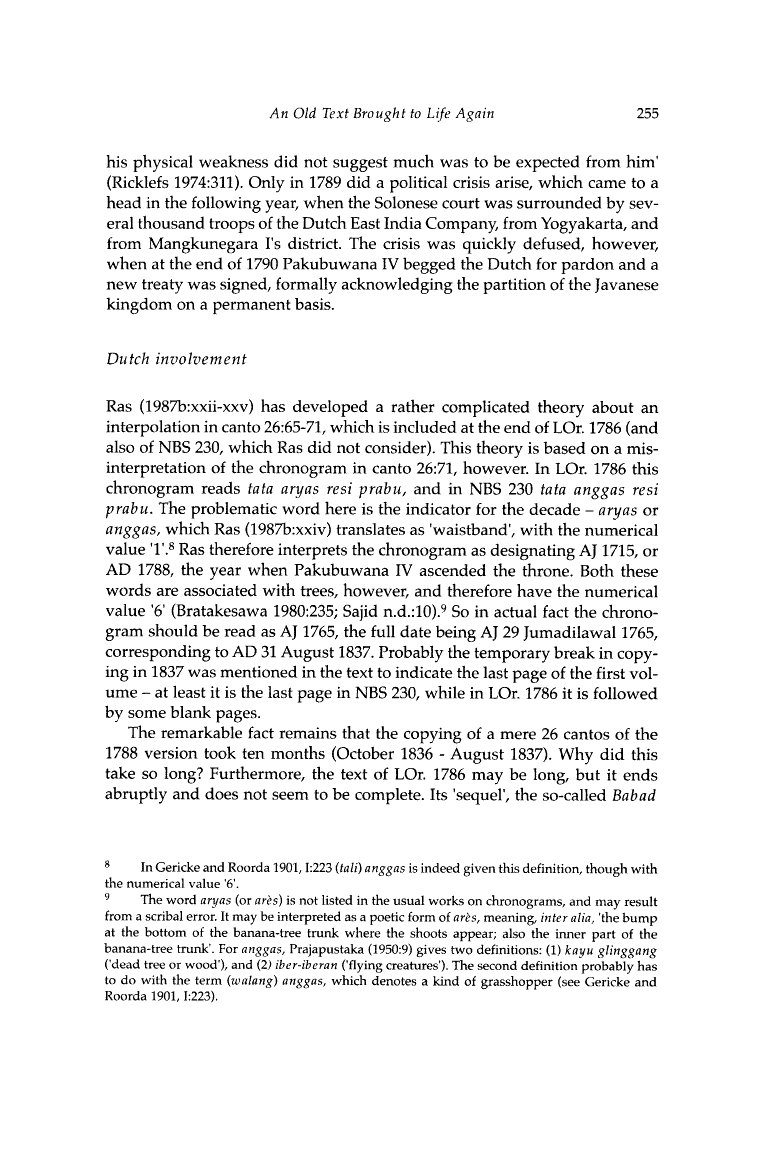 An Old Text Brought to Life Again 255
his physical weakness did not suggest much was to be expected from him'
(Ricklefs 1974:311). Only in 1789 did a political crisis arise, which came to a
head in the following year, when the Solonese court was surrounded by sev-
eral thousand troops of the Dutch East India Company, from Yogyakarta, and
from Mangkunegara I's district. The crisis was quickly defused, however,
when at the end of 1790 Pakubuwana IV begged the Dutch for pardon and a
new treaty was signed, formally acknowledging the partition of the Javanese
kingdom on a permanent basis.
Dutch involvement
Ras (1987b:xxii-xxv) has developed a rather complicated theory about an
interpolation in canto 26:65-71, which is included at the end of LOr. 1786 (and
also of NBS 230, which Ras did not consider). This theory is based on a mis-
interpretation of the chronogram in canto 26:71, however. In LOr. 1786 this
chronogram reads tata aryas resi prabu, and in NBS 230 tata anggas resi
prabu. The problematic word here is the indicator for the decade – aryas or
anggas, which Ras (1987b:xxiv) translates as 'waistband', with the numerical
value '1'.⁸ Ras therefore interprets the chronogram as designating AJ 1715, or
AD 1788, the year when Pakubuwana IV ascended the throne. Both these
words are associated with trees, however, and therefore have the numerical
value '6' (Bratakesawa 1980:235; Sajid n.d.:10).⁹ So in actual fact the chrono-
gram should be read as AJ 1765, the full date being AJ 29 Jumadilawal 1765,
corresponding to AD 31 August 1837. Probably the temporary break in copy-
ing in 1837 was mentioned in the text to indicate the last page of the first vol-
ume – at least it is the last page in NBS 230, while in LOr. 1786 it is followed
by some blank pages.
The remarkable fact remains that the copying of a mere 26 cantos of the
1788 version took ten months (October 1836 - August 1837). Why did this
take so long? Furthermore, the text of LOr. 1786 may be long, but it ends
abruptly and does not seem to be complete. Its 'sequel', the so-called Babad
⁸ In Gericke and Roorda 1901, I:223 (tali) anggas is indeed given this definition, though with
the numerical value '6'.
⁹ The word aryas (or arès) is not listed in the usual works on chronograms, and may result
from a scribal error. It may be interpreted as a poetic form of arès, meaning, inter alia, 'the bump
at the bottom of the banana-tree trunk where the shoots appear; also the inner part of the
banana-tree trunk'. For anggas, Prajapustaka (1950:9) gives two definitions: (1) kayu glinggang
('dead tree or wood'), and (2) iber-iberan ('flying creatures'). The second definition probably has
to do with the term (walang) anggas, which denotes a kind of grasshopper (see Gericke and
Roorda 1901, I:223).